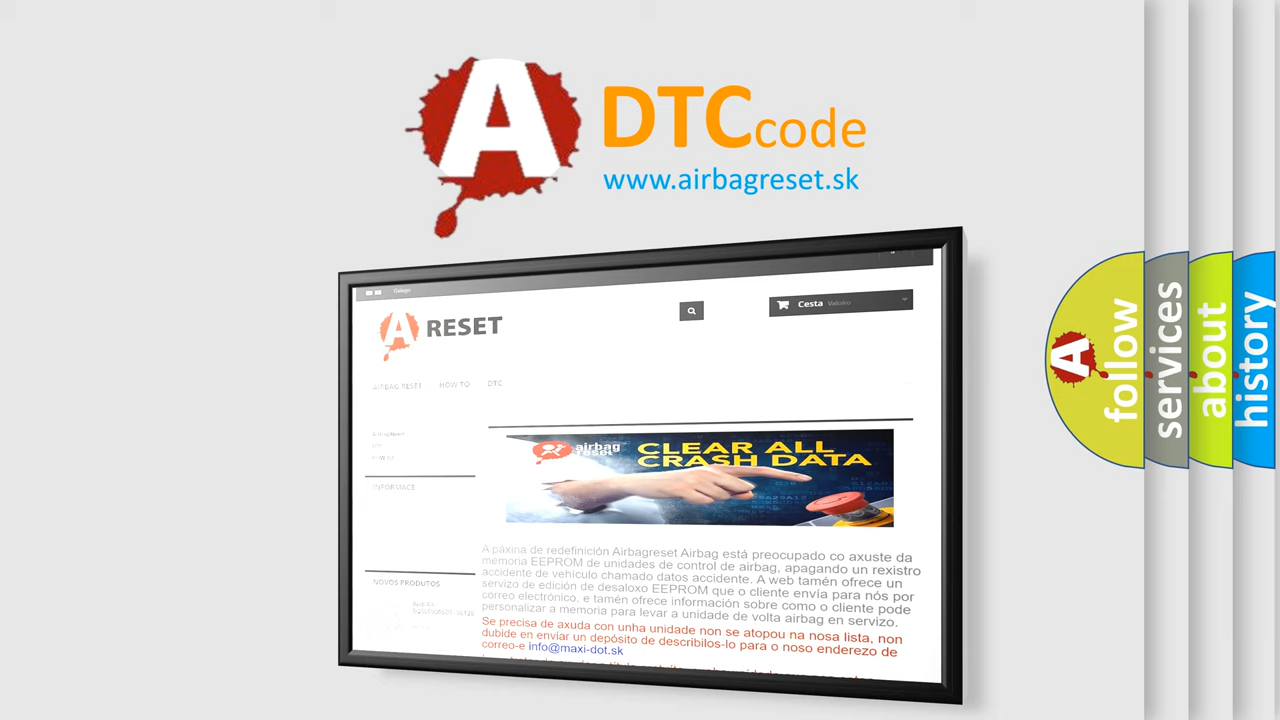 A
DTC code
www.airbagreset.sk
Galego
A RESET
Cesta
AIRBAG RESET HOW TO DTC
INFORMACE
airbag
reset
CLEAR ALL
CRASH DATA
A páxina de redefinición Airbagreset Airbag está preocupado co axuste da
memoria EEPROM de unidades de control de airbag, apagando un rexistro
accidente de vehículo chamado datos accidente. A web tamén ofrece un
servizo de edición de desaloxo EEPROM que o cliente envía para nós por
correo electrónico, e tamén ofrece información sobre como o cliente pode
personalizar a memoria para levar a unidade de volta airbag en servizo.
NOVOS PRODUTOS
Se precisa de axuda con unha unidade non se atopou na nosa lista, non
dubide en enviar un depósito de describilos-lo para o noso enderezo de
correo-e info@maxi-dot.sk
A
follow
services
about
history